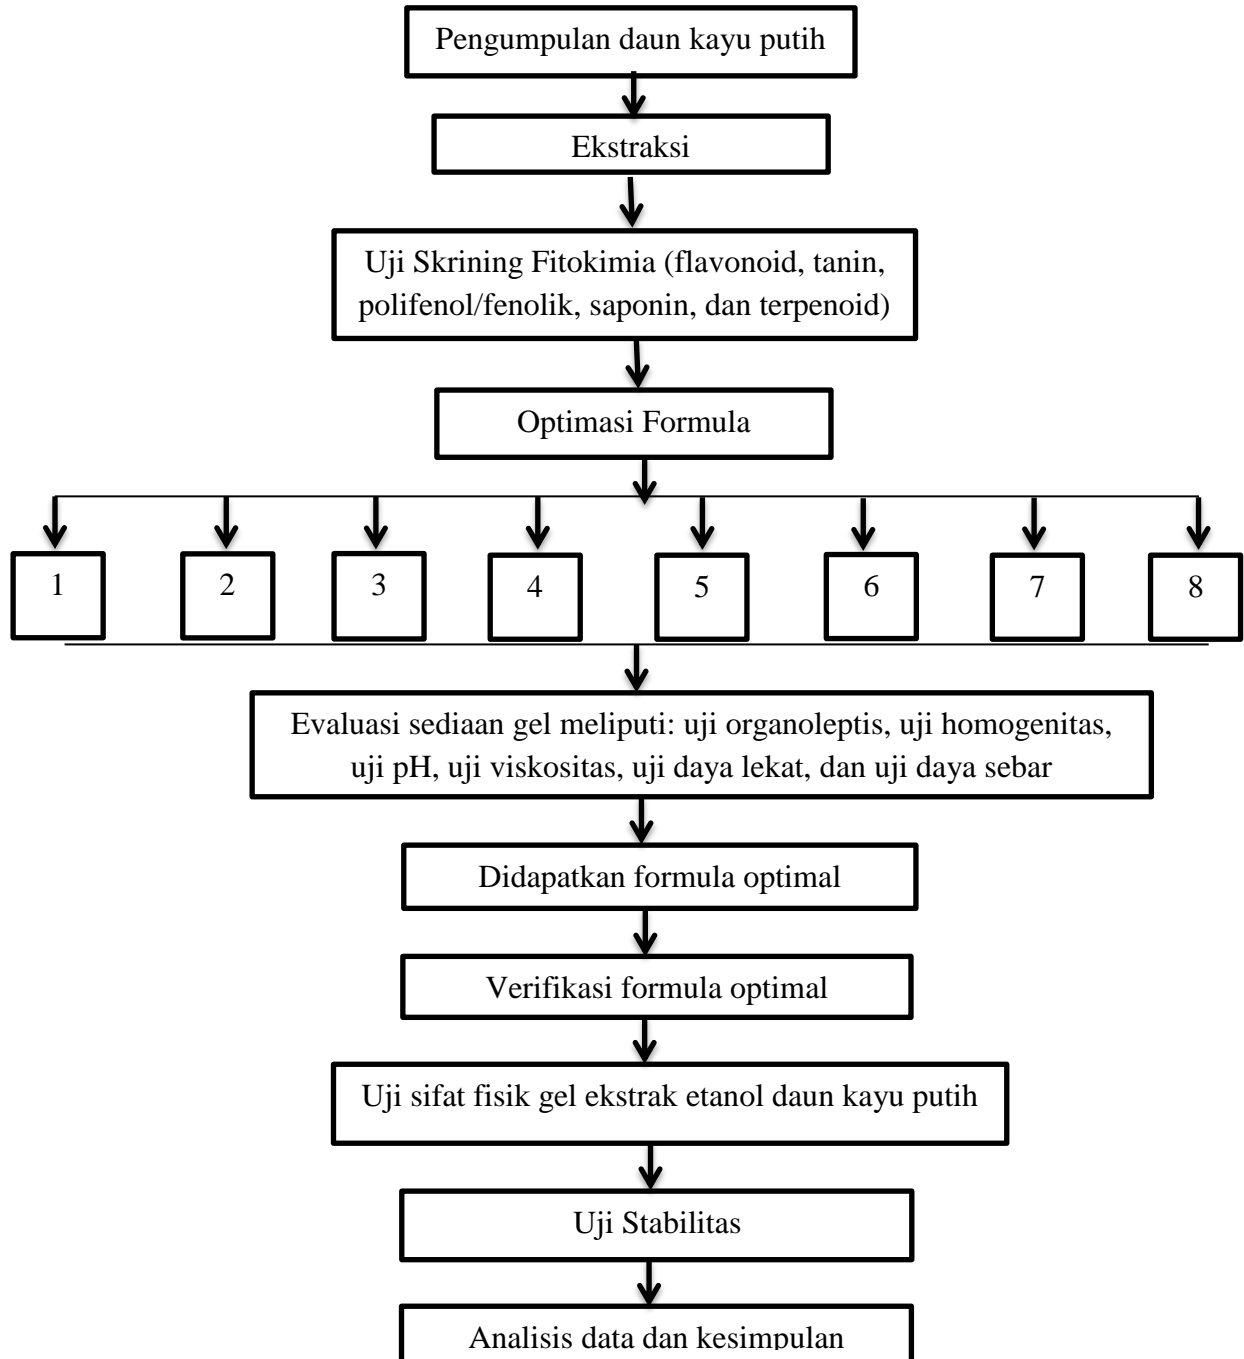 Pengumpulan daun kayu putih
Ekstraksi
Uji Skrining Fitokimia (flavonoid, tanin,
polifenol/fenolik, saponin, dan terpenoid)
Optimasi Formula
1 2 3 4 5 6 7 8
Evaluasi sediaan gel meliputi: uji organoleptis, uji homogenitas,
uji pH, uji viskositas, uji daya lekat, dan uji daya sebar
Didapatkan formula optimal
Verifikasi formula optimal
Uji sifat fisik gel ekstrak etanol daun kayu putih
Uji Stabilitas
Analisis data dan kesimpulan